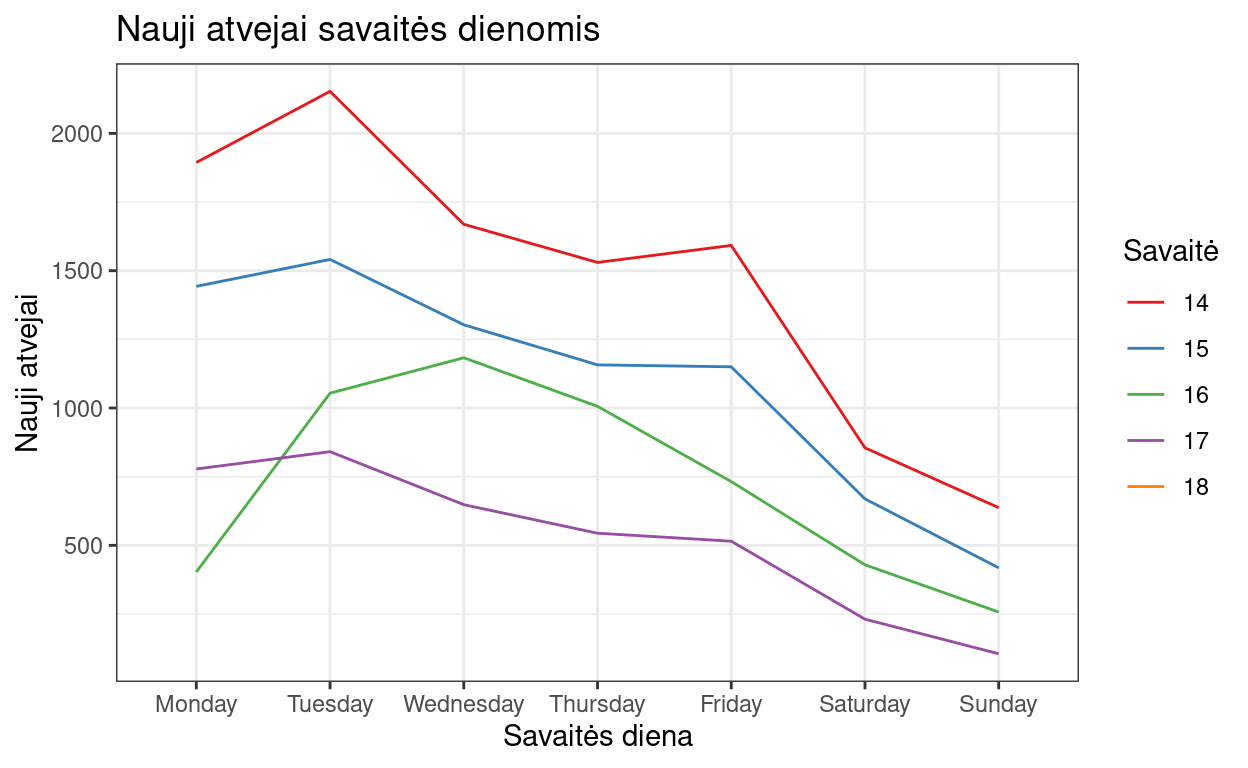 Nauji atvejai savaitės dienomis
Nauji atvejai
2000
1500
1000
500
Monday Tuesday Wednesday Thursday Friday Saturday Sunday
Savaitės diena
Savaitė
14
15
16
17
18